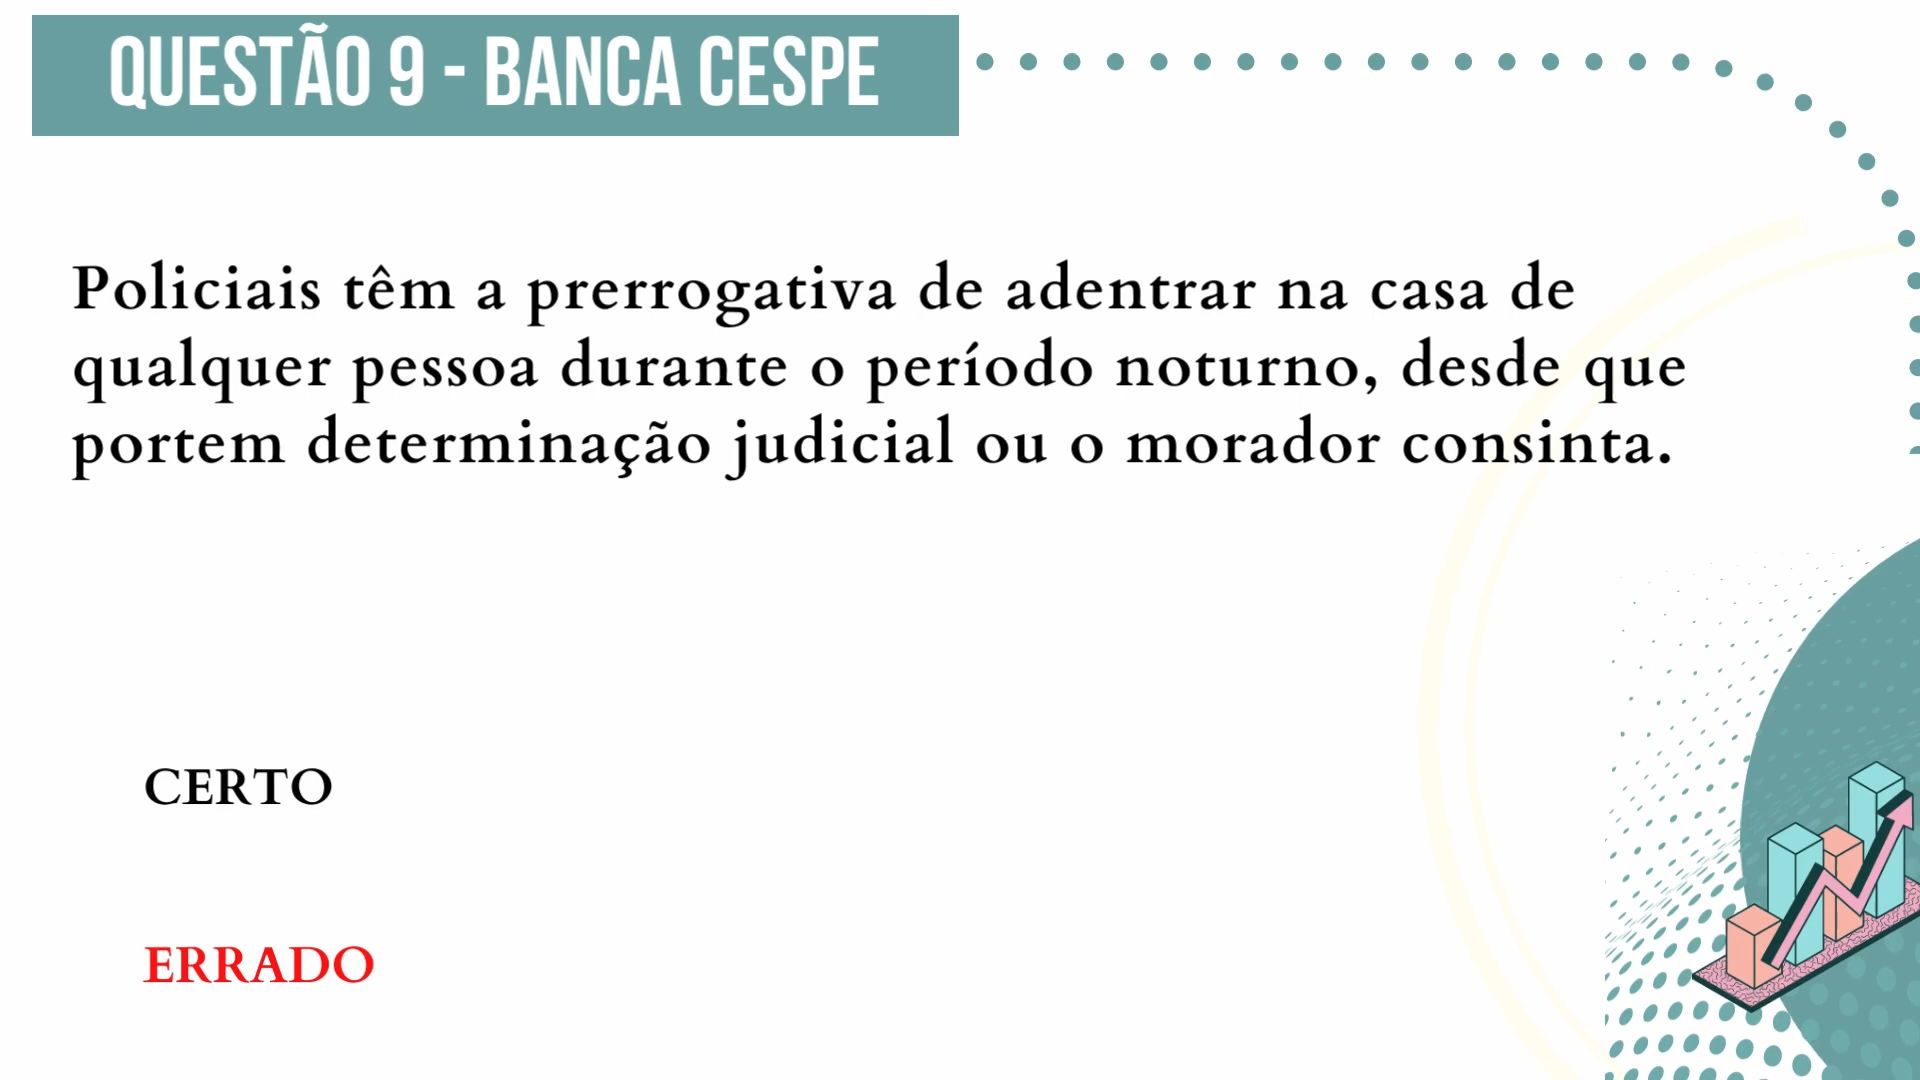 QUESTÃO 9 - BANCA CESPE
Policiais têm a prerrogativa de adentrar na casa de
qualquer pessoa durante o período noturno, desde que
portem determinação judicial ou o morador consinta.
CERTO
ERRADO